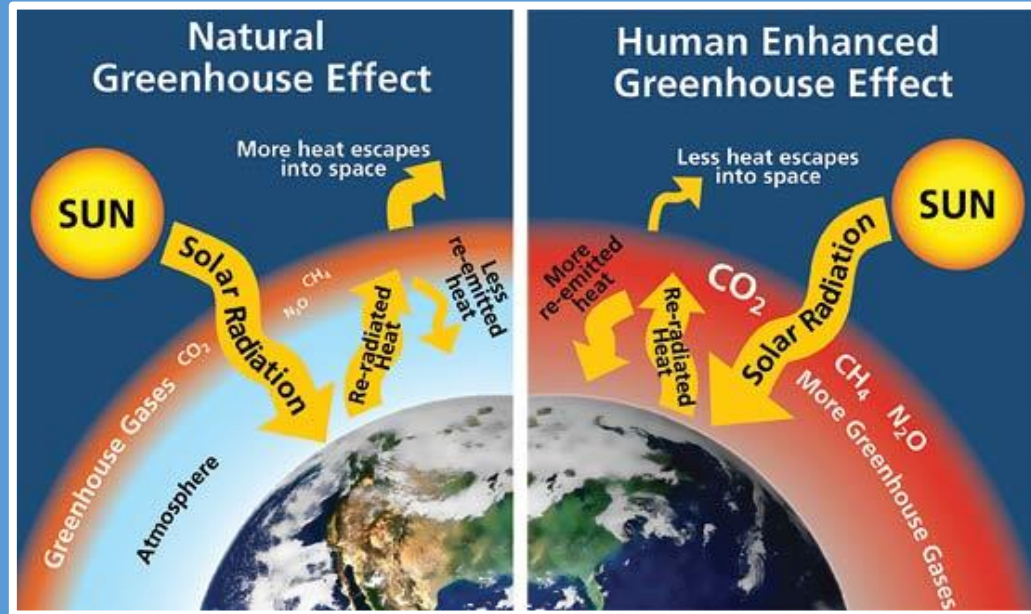 Natural
Greenhouse Effect
More heat escapes
into space
SUN
Solar Radiation
CH₄
N₂O
CO₂
Greenhouse Gases
Atmosphere
Re-radiated Heat
Less
re-emitted
heat
Human Enhanced
Greenhouse Effect
Less heat escapes
into space
SUN
Solar Radiation
More
re-emitted
heat
Re-radiated
Heat
CO₂
CH₄
N₂O
More Greenhouse Gases